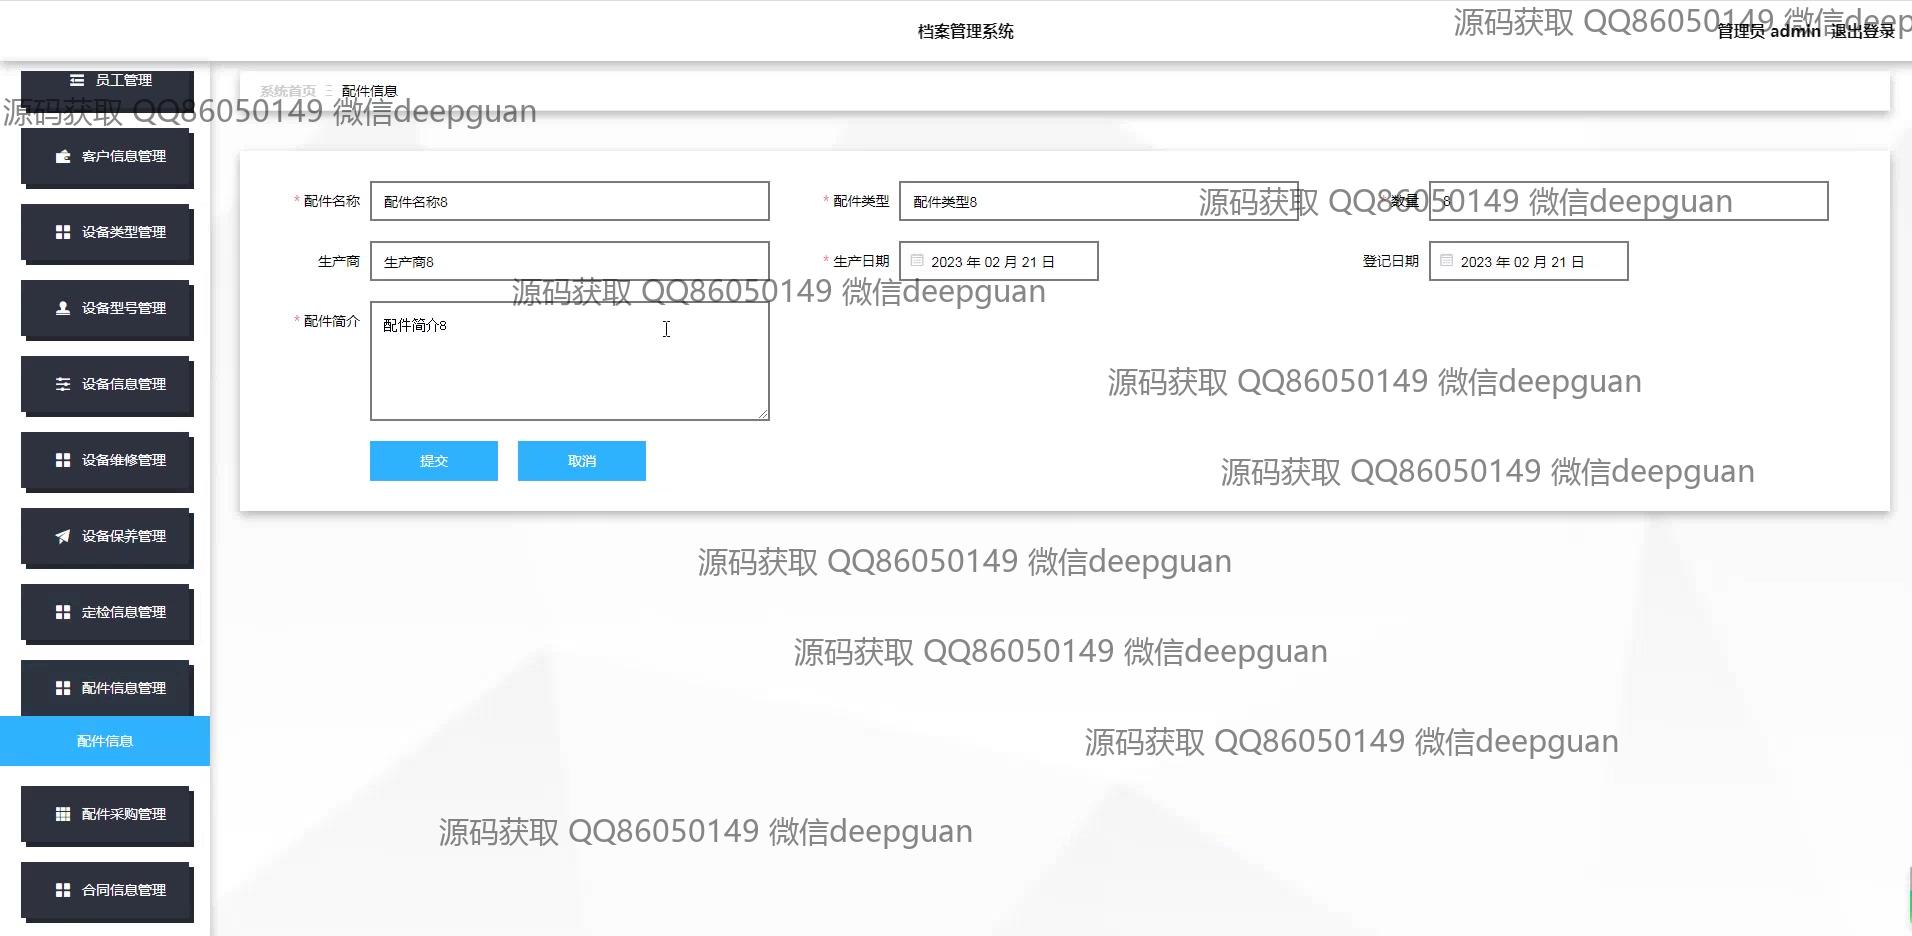 档案管理系统
源码获取 QQ86050149 微信deep
管理员 admin 退出登录
员工管理
系统首页 配件信息
源码获取 QQ86050149 微信deepguan
客户信息管理
* 配件名称 配件名称8 * 配件类型 配件类型8 * 数量 8
源码获取 QQ86050149 微信deepguan
设备类型管理
生产商 生产商8 * 生产日期 2023 年 02 月 21 日 登记日期 2023 年 02 月 21 日
源码获取 QQ86050149 微信deepguan
设备型号管理
* 配件简介 配件简介8
设备信息管理
源码获取 QQ86050149 微信deepguan
设备维修管理
提交 取消
源码获取 QQ86050149 微信deepguan
设备保养管理
源码获取 QQ86050149 微信deepguan
定检信息管理
源码获取 QQ86050149 微信deepguan
配件信息管理
配件信息
源码获取 QQ86050149 微信deepguan
配件采购管理
源码获取 QQ86050149 微信deepguan
合同信息管理